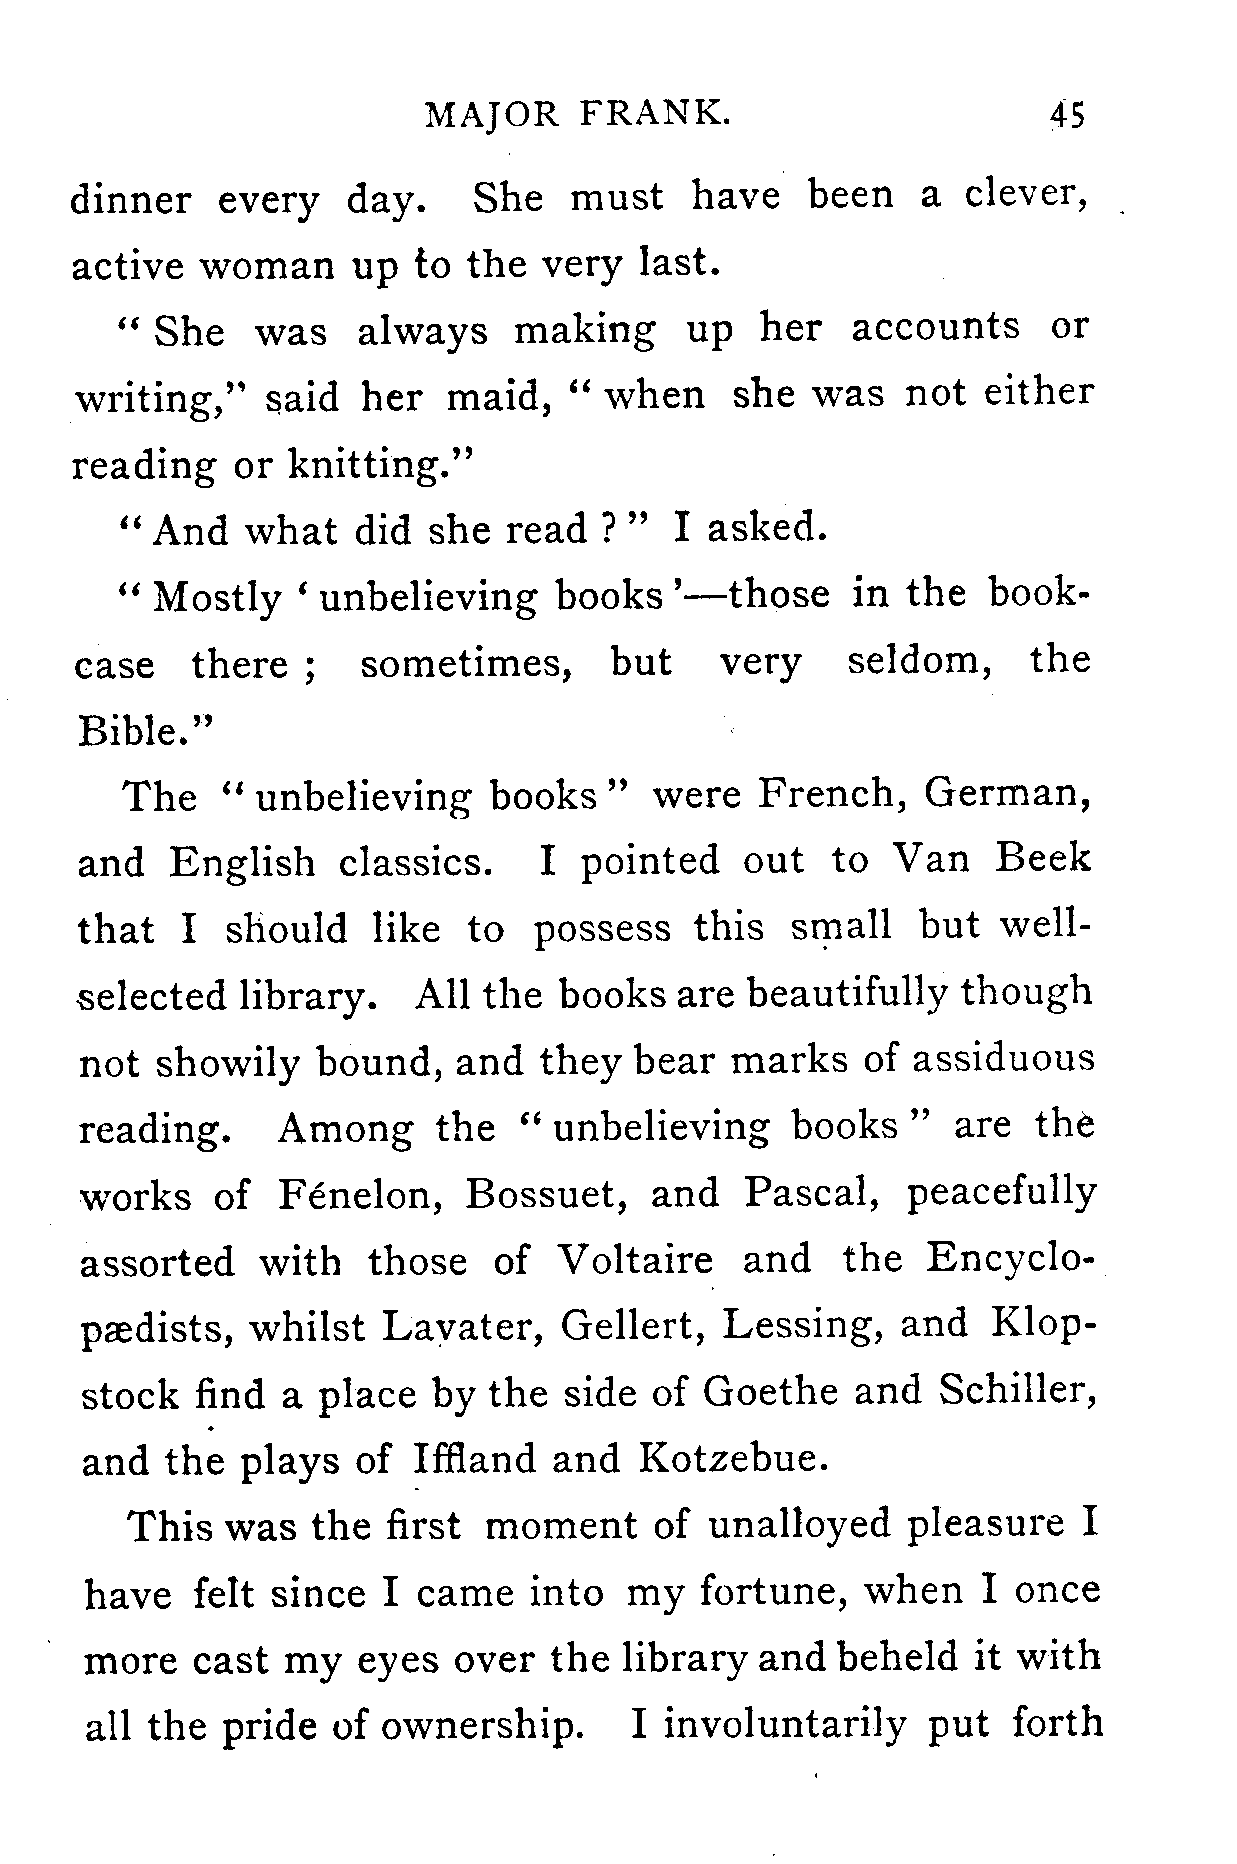 MAJOR FRANK. 45
dinner every day. She must have been a clever,
active woman up to the very last.
“ She was always making up her accounts or
writing,” said her maid, “ when she was not either
reading or knitting.”
“ And what did she read ? ” I asked.
“ Mostly ‘ unbelieving books ’—those in the book-
case there ; sometimes, but very seldom, the
Bible.”
The “ unbelieving books ” were French, German,
and English classics. I pointed out to Van Beek
that I should like to possess this small but well-
selected library. All the books are beautifully though
not showily bound, and they bear marks of assiduous
reading. Among the “ unbelieving books ” are the
works of Fénelon, Bossuet, and Pascal, peacefully
assorted with those of Voltaire and the Encyclo-
pædists, whilst Lavater, Gellert, Lessing, and Klop-
stock find a place by the side of Goethe and Schiller,
and the plays of Iffland and Kotzebue.
This was the first moment of unalloyed pleasure I
have felt since I came into my fortune, when I once
more cast my eyes over the library and beheld it with
all the pride of ownership. I involuntarily put forth